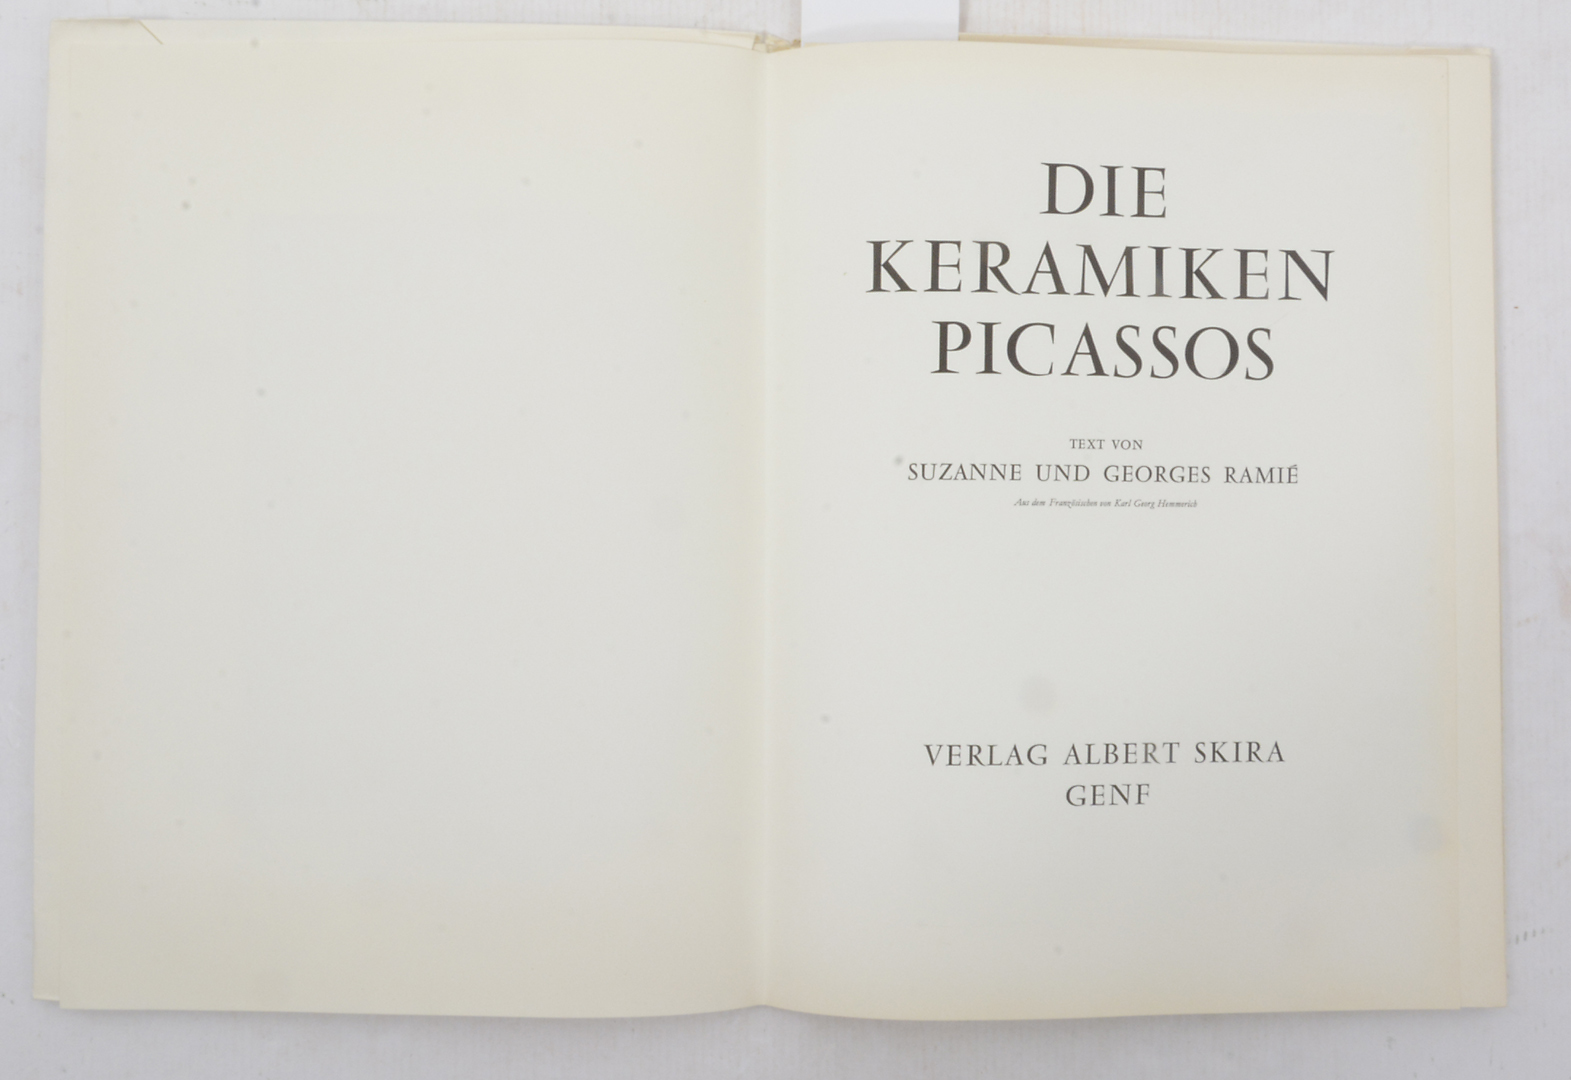 DIE
KERAMIKEN
PICASSOS
TEXT VON
SUZANNE UND GEORGES RAMIÉ
Aus dem Französischen von Karl Georg Hemmerich
VERLAG ALBERT SKIRA
GENF